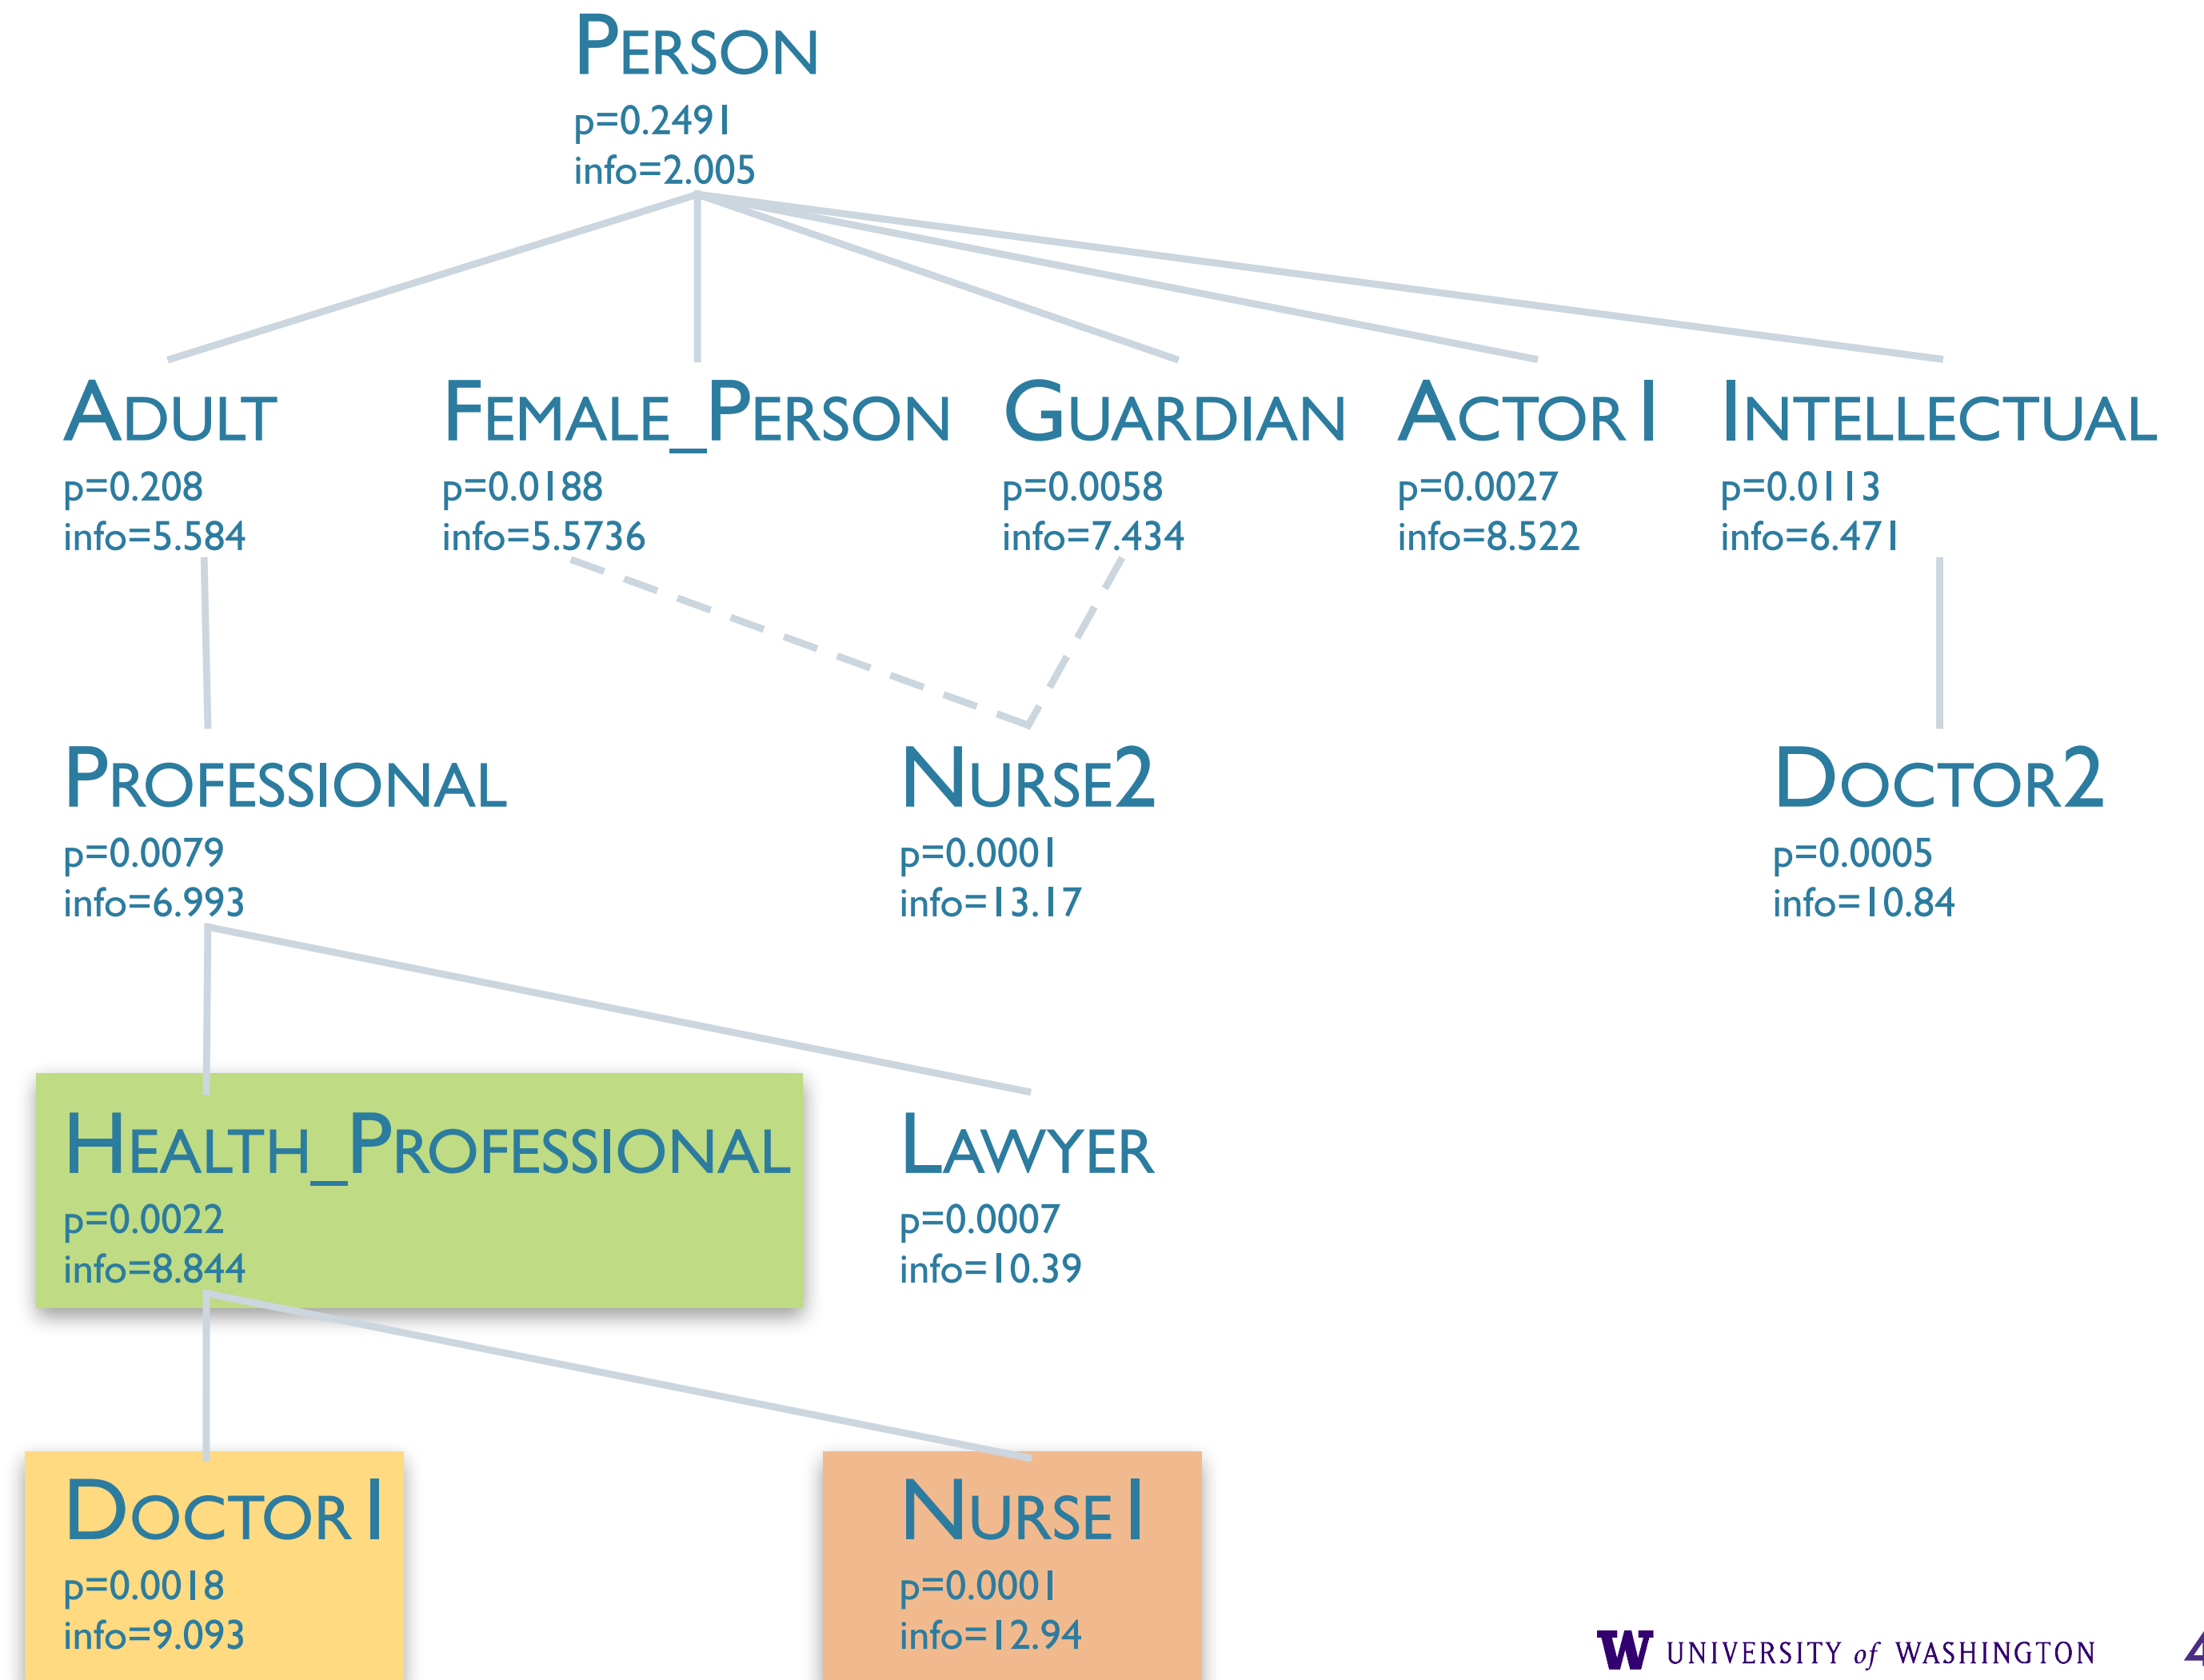 PERSON
p=0.2491
info=2.005
ADULT
p=0.208
info=5.584
FEMALE_PERSON
p=0.0188
info=5.5736
GUARDIAN
p=0.0058
info=7.434
ACTOR1
p=0.0027
info=8.522
INTELLECTUAL
p=0.0113
info=6.471
PROFESSIONAL
p=0.0079
info=6.993
NURSE2
p=0.0001
info=13.17
DOCTOR2
p=0.0005
info=10.84
HEALTH_PROFESSIONAL
p=0.0022
info=8.844
LAWYER
p=0.0007
info=10.39
DOCTOR1
p=0.0018
info=9.093
NURSE1
p=0.0001
info=12.94
W UNIVERSITY of WASHINGTON